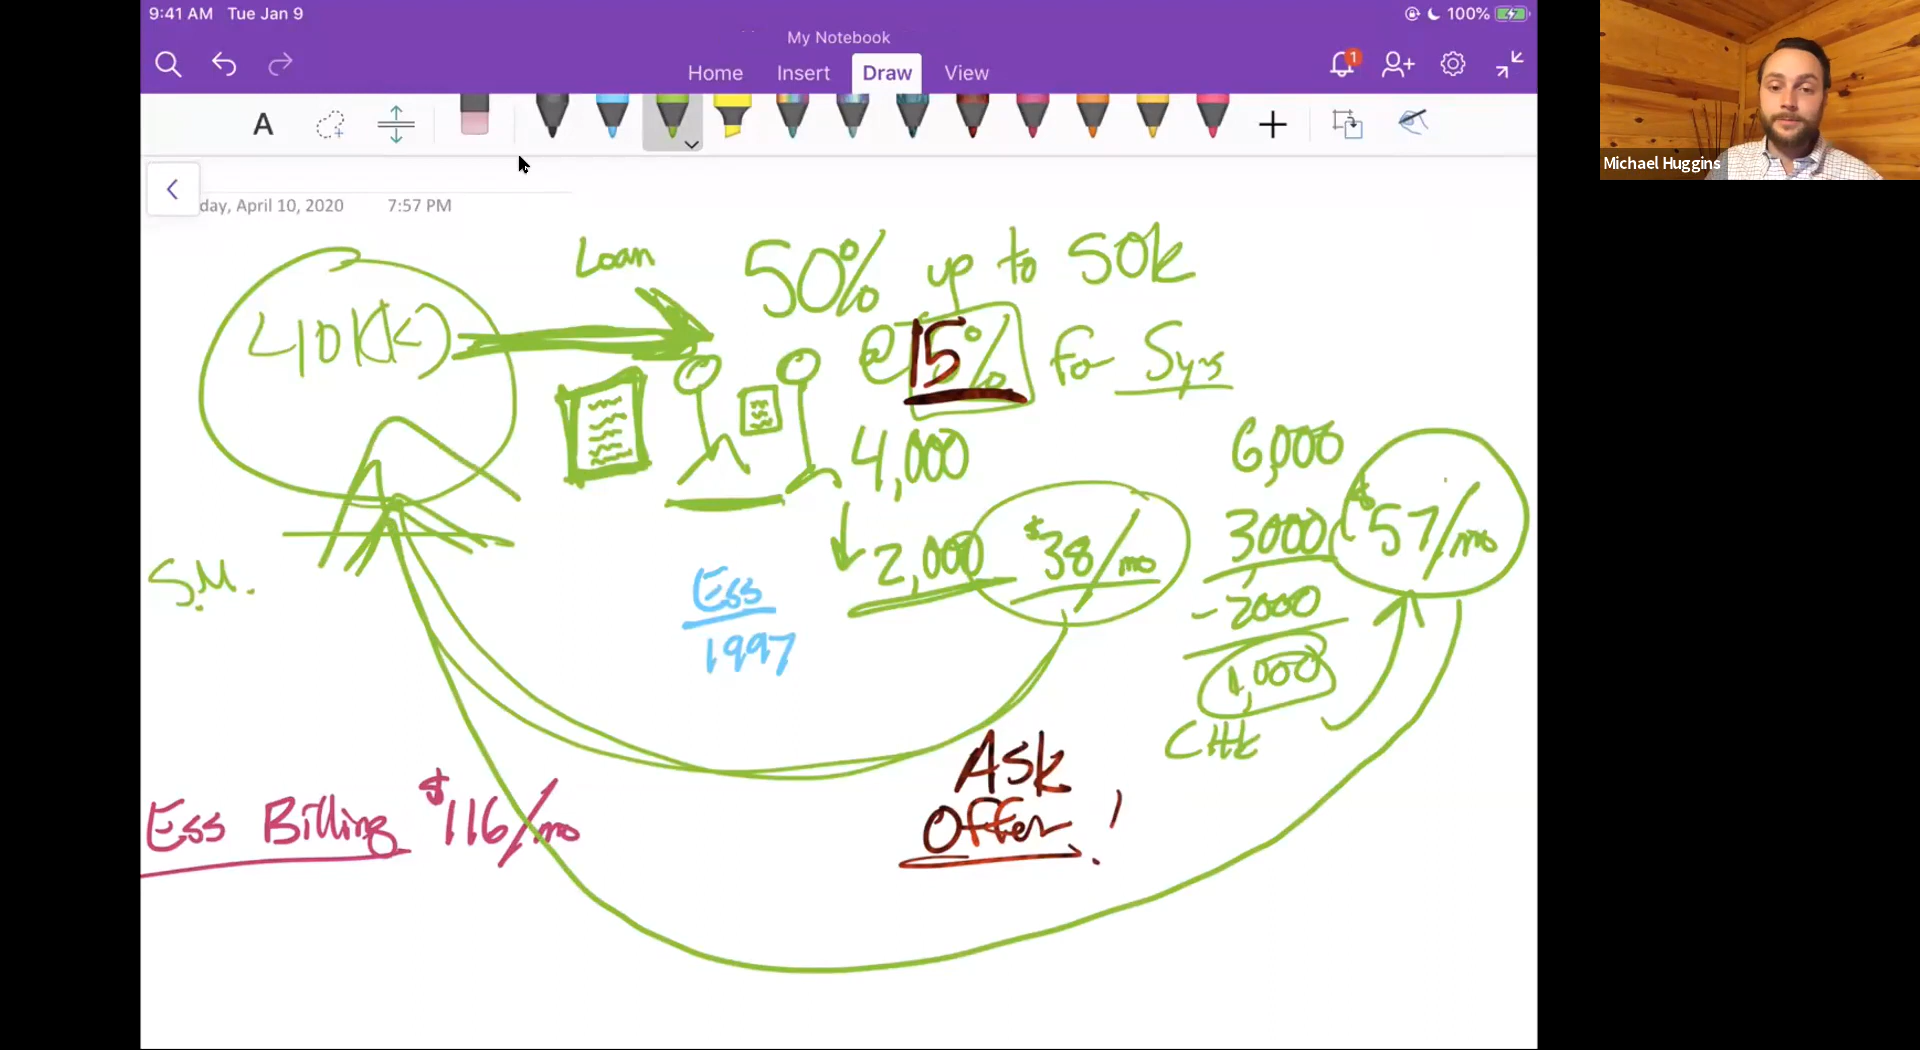 9:41 AM Tue Jan 9
100%
My Notebook
Home Insert Draw View
1
A
Michael Huggins
day, April 10, 2020 7:57 PM
Loan 50% up to 50k
401(K) @ 15% for 5yrs
4,000
2,000 $38/mo
6,000
3000 $57/mo
-2000
1,000
CHK
S.M.
Ess
1997
Ask
Offer!
Ess Billing $116/mo